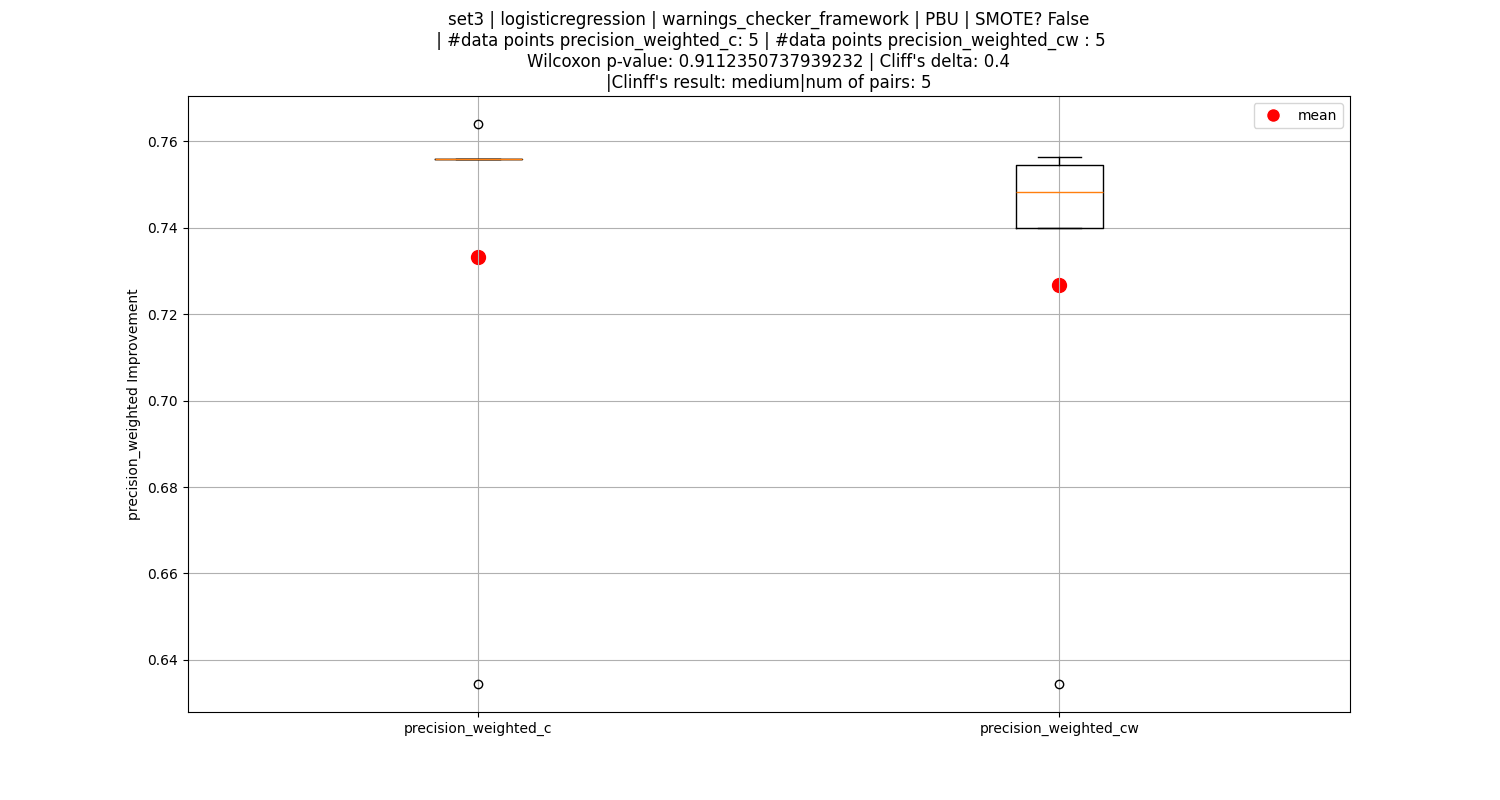 set3 | logisticregression | warnings_checker_framework | PBU | SMOTE? False
| #data points precision_weighted_c: 5 | #data points precision_weighted_cw : 5
Wilcoxon p-value: 0.9112350737939232 | Cliff's delta: 0.4
|Clinff's result: medium|num of pairs: 5
mean
precision_weighted Improvement
0.76
0.74
0.72
0.70
0.68
0.66
0.64
precision_weighted_c
precision_weighted_cw